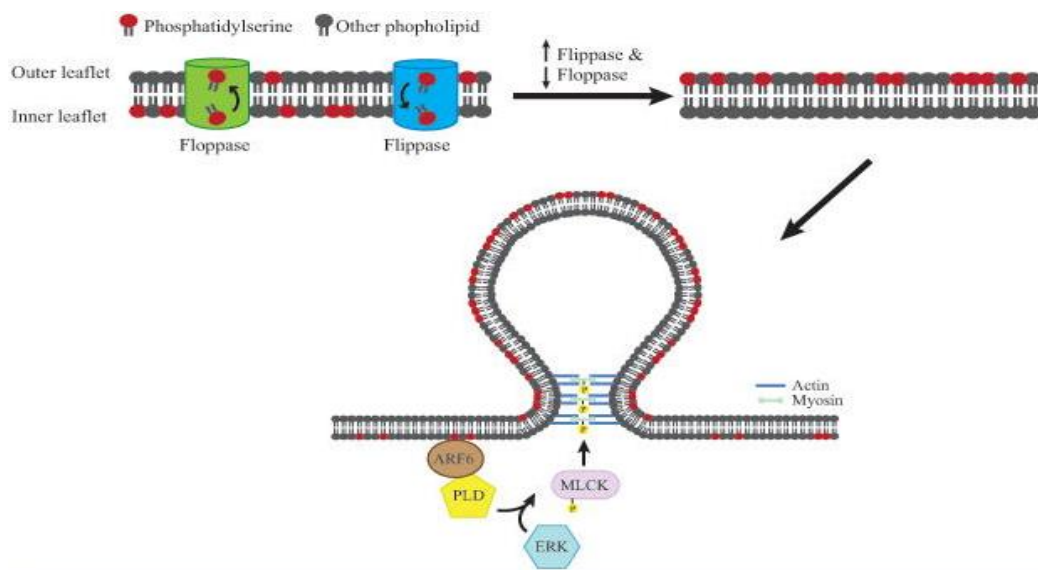 Phosphatidylserine
Other phopholipid
Outer leaflet
Inner leaflet
Floppase
Flippase
Flippase &
Floppase
Actin
Myosin
ARF6
PLD
MLCK
ERK
P
P
P
P